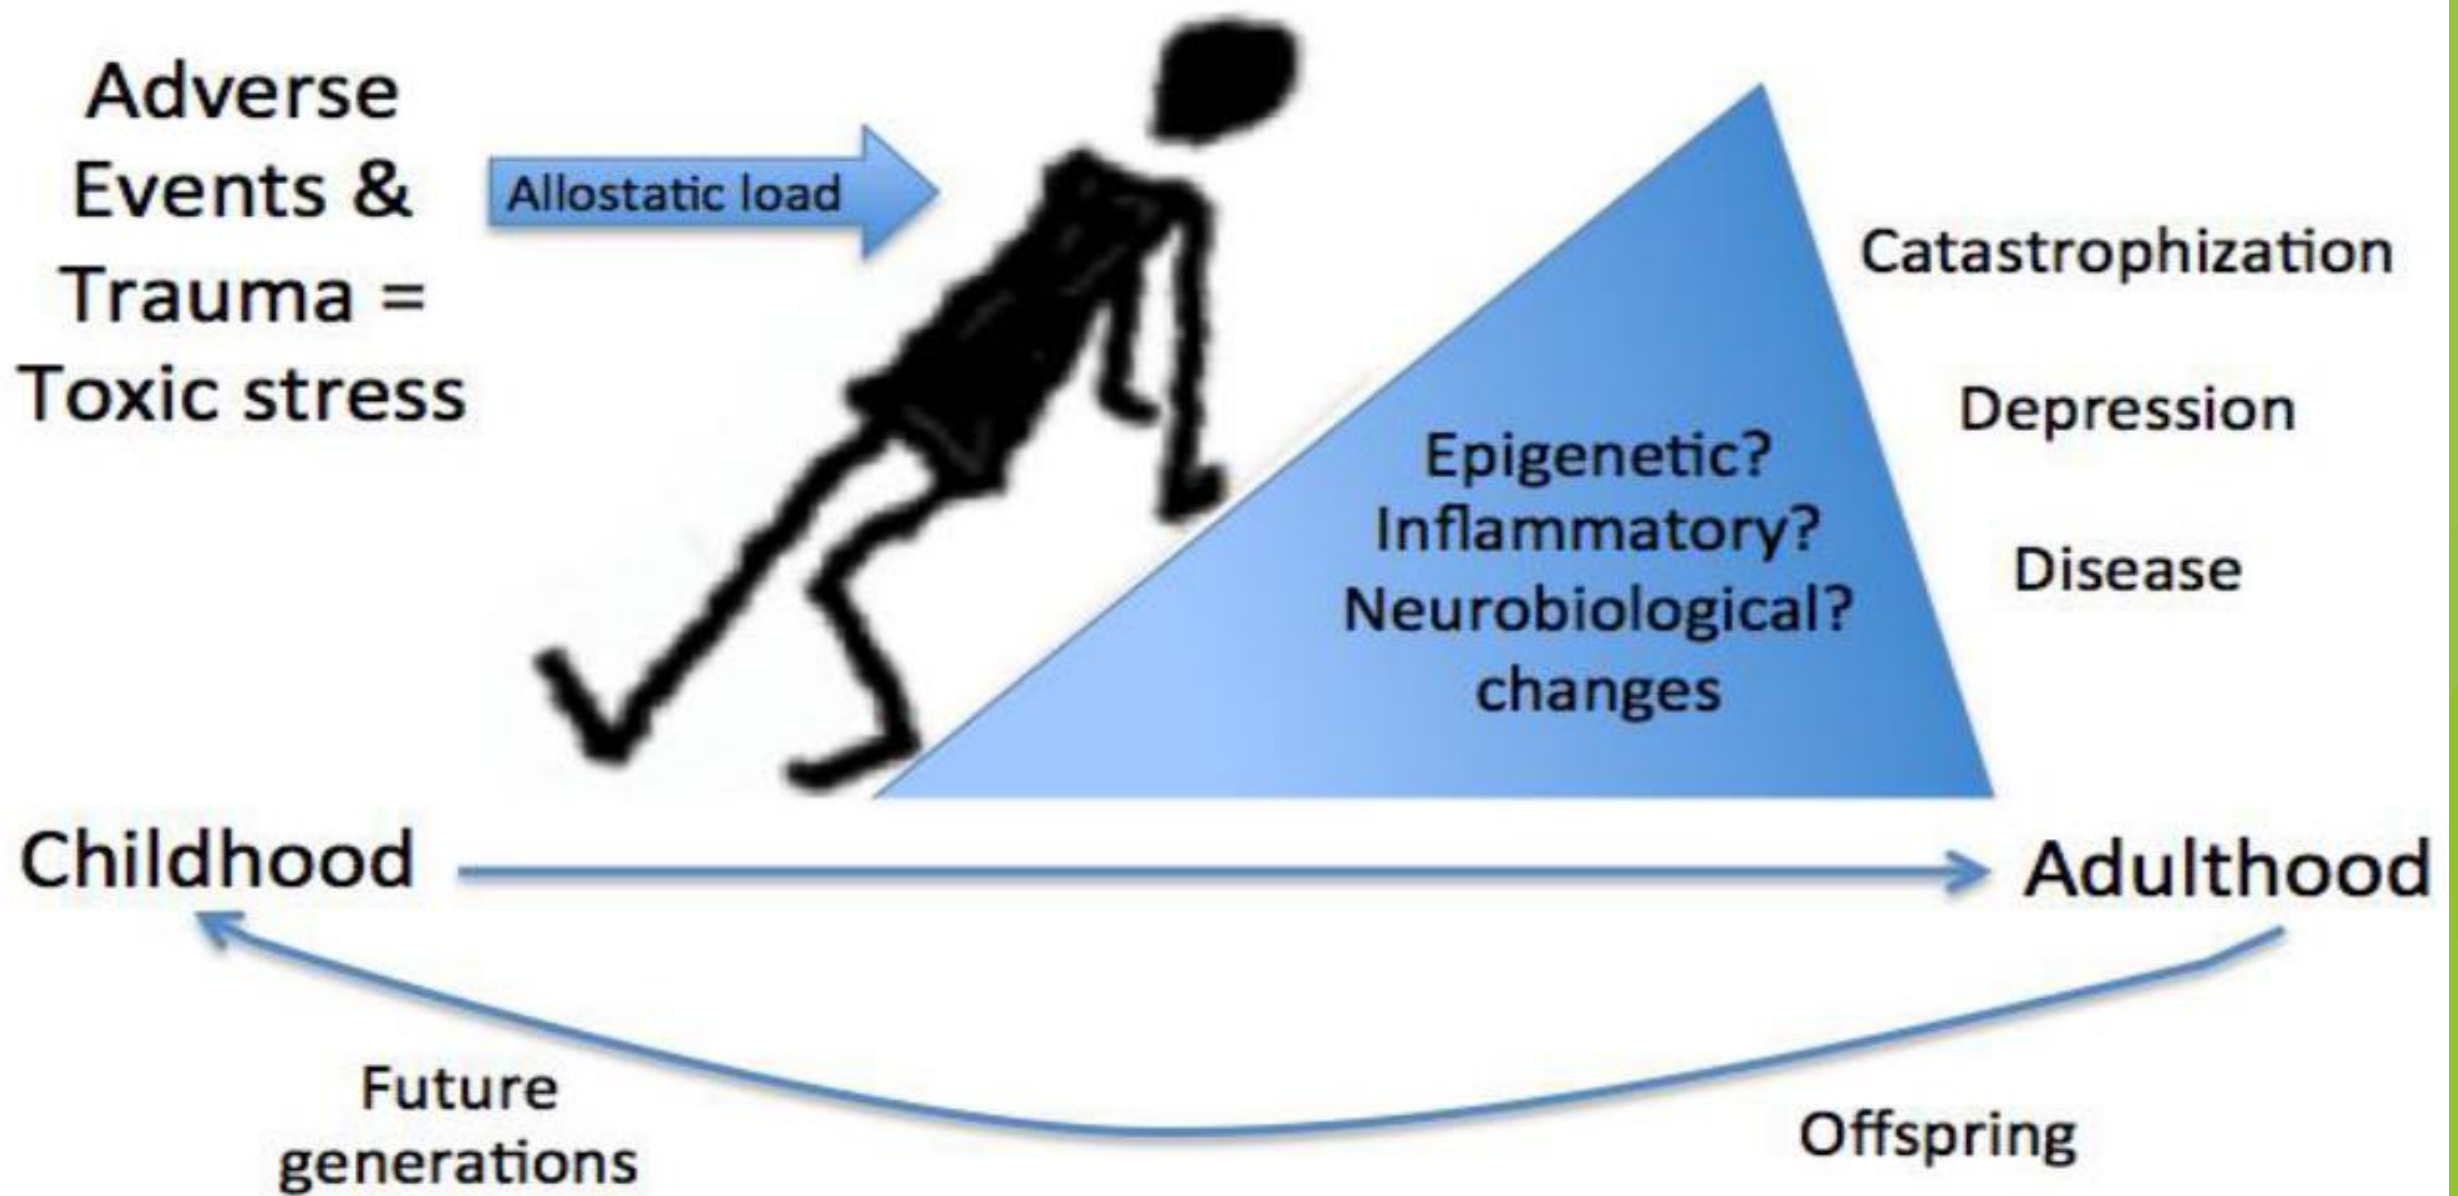 Adverse
Events &
Trauma =
Toxic stress
Allostatic load
Catastrophization
Depression
Disease
Epigenetic?
Inflammatory?
Neurobiological?
changes
Childhood
Adulthood
Future
generations
Offspring